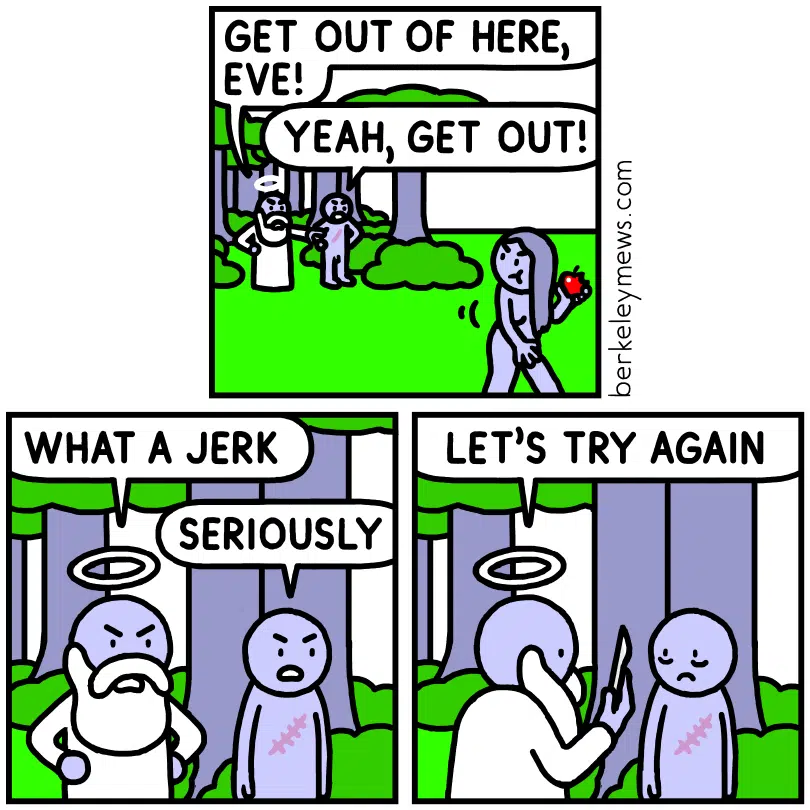 GET OUT OF HERE,
EVE!
YEAH, GET OUT!
berkeleymews.com
WHAT A JERK
SERIOUSLY
LET'S TRY AGAIN